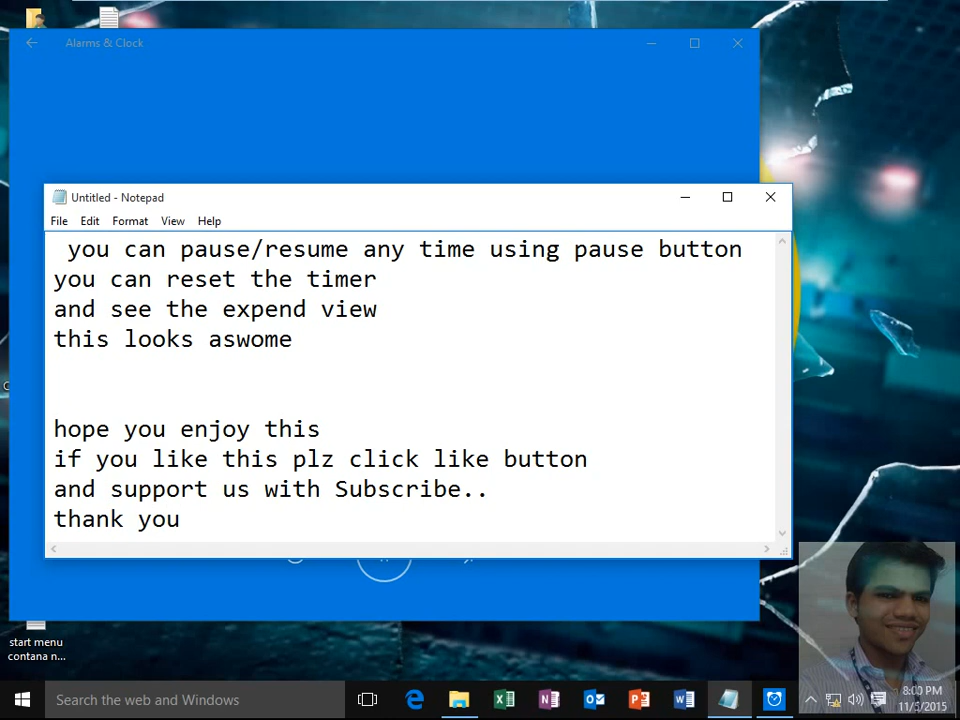 Alarms & Clock
Untitled - Notepad
File Edit Format View Help
you can pause/resume any time using pause button
you can reset the timer
and see the expend view
this looks aswome
hope you enjoy this
if you like this plz click like button
and support us with Subscribe..
thank you
start menu
contana n...
Search the web and Windows
8:00 PM
11/5/2015